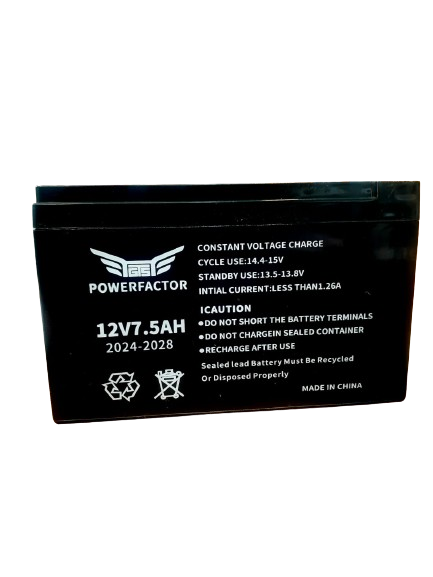 POWERFACTOR
12V7.5AH
2024-2028
CONSTANT VOLTAGE CHARGE
CYCLE USE:14.4-15V
STANDBY USE:13.5-13.8V
INTIAL CURRENT:LESS THAN1.26A
ICAUTION
●DO NOT SHORT THE BATTERY TERMINALS
●DO NOT CHARGEIN SEALED CONTAINER
●RECHARGE AFTER USE
Sealed lead Battery Must Be Recycled
Or Disposed Properly
MADE IN CHINA